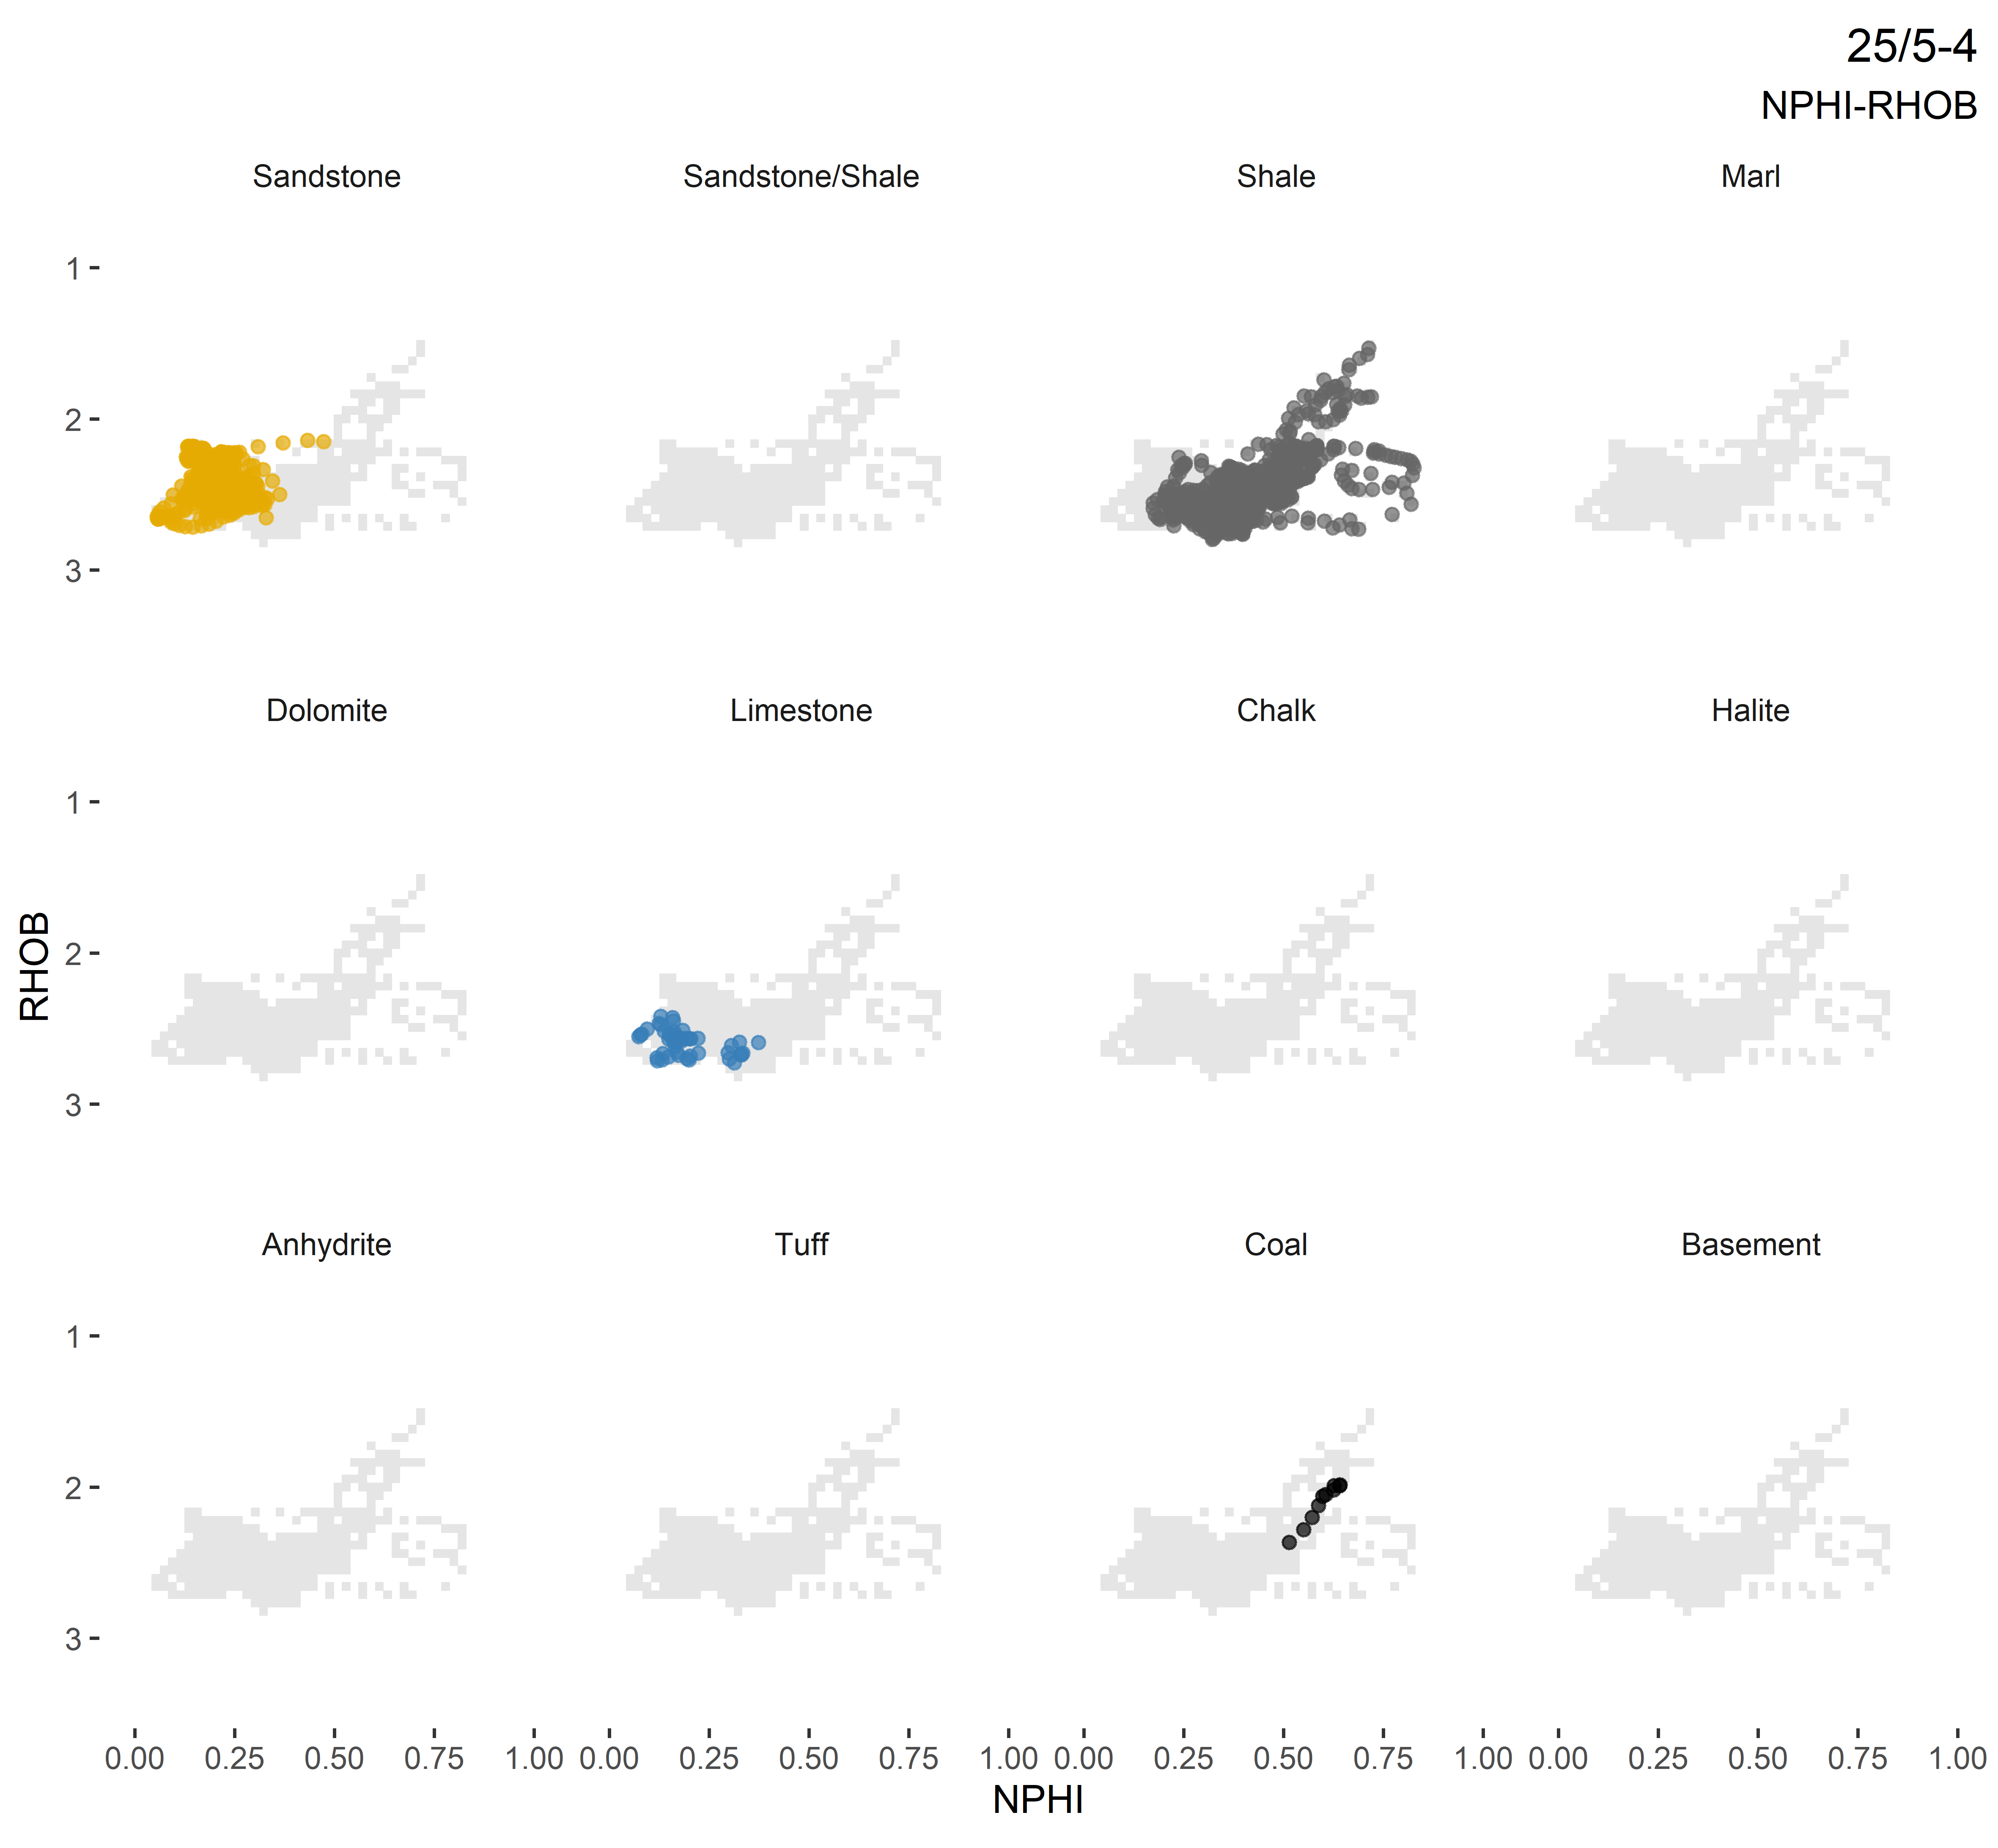 25/5-4
NPHI-RHOB
Sandstone Sandstone/Shale Shale Marl
1
2
3
Dolomite Limestone Chalk Halite
1
2
3
RHOB
Anhydrite Tuff Coal Basement
1
2
3
0.00 0.25 0.50 0.75 1.00 0.00 0.25 0.50 0.75 1.00 0.00 0.25 0.50 0.75 1.00 0.00 0.25 0.50 0.75 1.00
NPHI